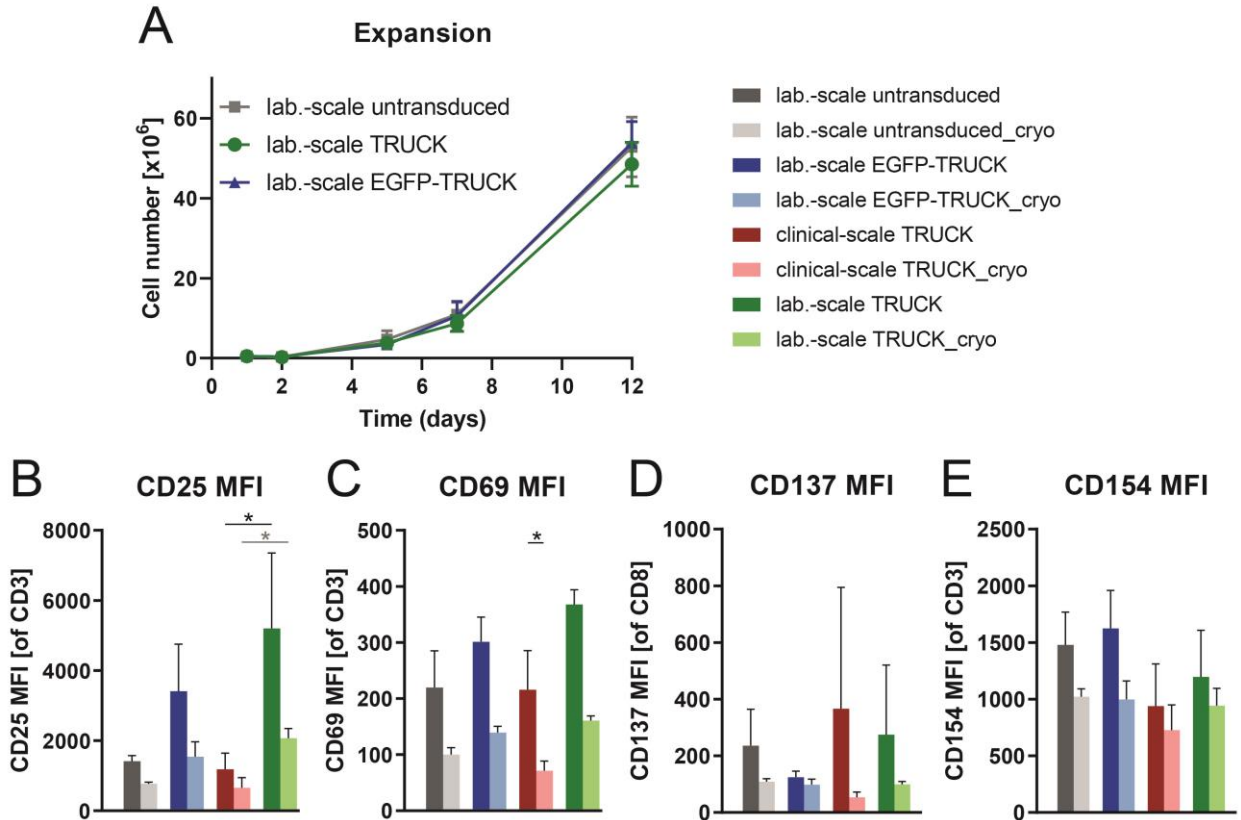 A
Expansion
lab.-scale untransduced
lab.-scale TRUCK
lab.-scale EGFP-TRUCK
Cell number [x10⁶]
60
40
20
0
0 2 4 6 8 10 12
Time (days)
lab.-scale untransduced
lab.-scale untransduced_cryo
lab.-scale EGFP-TRUCK
lab.-scale EGFP-TRUCK_cryo
clinical-scale TRUCK
clinical-scale TRUCK_cryo
lab.-scale TRUCK
lab.-scale TRUCK_cryo
B
CD25 MFI
CD25 MFI [of CD3]
8000
6000
4000
2000
0
*
*
C
CD69 MFI
CD69 MFI [of CD3]
500
400
300
200
100
0
*
D
CD137 MFI
CD137 MFI [of CD8]
1000
800
600
400
200
0
E
CD154 MFI
CD154 MFI [of CD3]
2500
2000
1500
1000
500
0